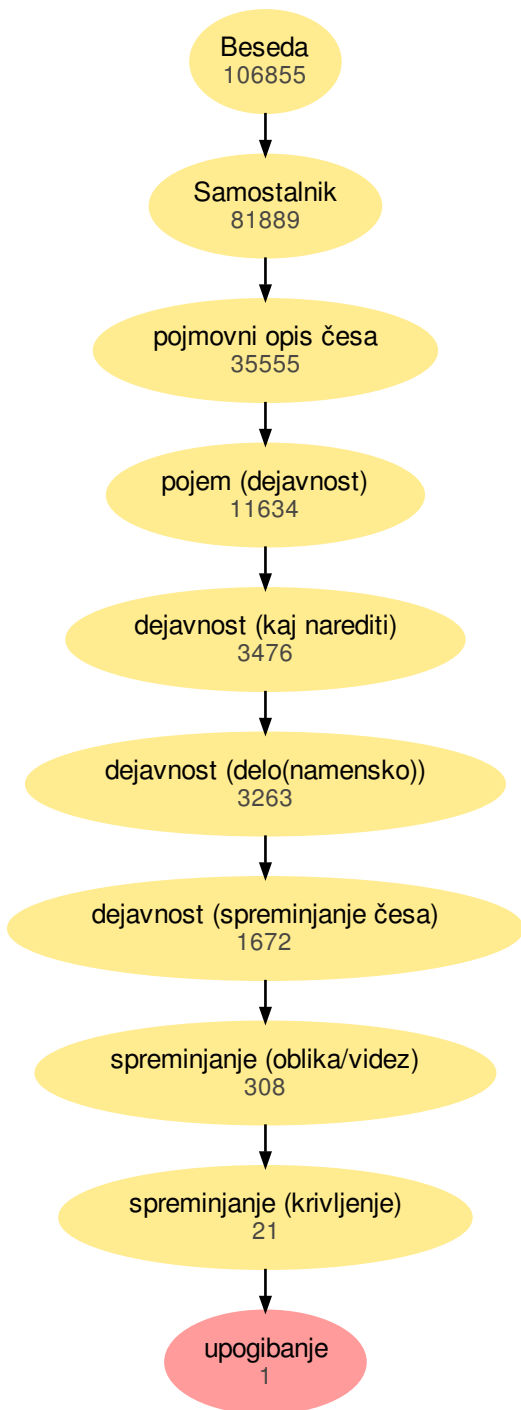 Beseda
106855
Samostalnik
81889
pojmovni opis česa
35555
pojem (dejavnost)
11634
dejavnost (kaj narediti)
3476
dejavnost (delo(namensko))
3263
dejavnost (spreminjanje česa)
1672
spreminjanje (oblika/videz)
308
spreminjanje (krivljenje)
21
upogibanje
1